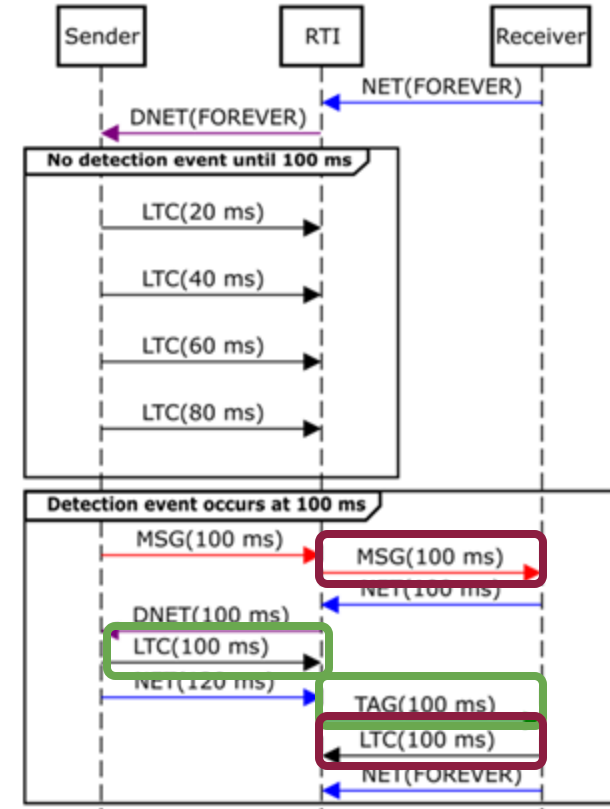 Sender RTI Receiver
NET(FOREVER)
DNET(FOREVER)
No detection event until 100 ms
LTC(20 ms)
LTC(40 ms)
LTC(60 ms)
LTC(80 ms)
Detection event occurs at 100 ms
MSG(100 ms)
MSG(100 ms)
NET(100 ms)
DNET(100 ms)
LTC(100 ms)
NET(120 ms)
TAG(100 ms)
LTC(100 ms)
NET(FOREVER)